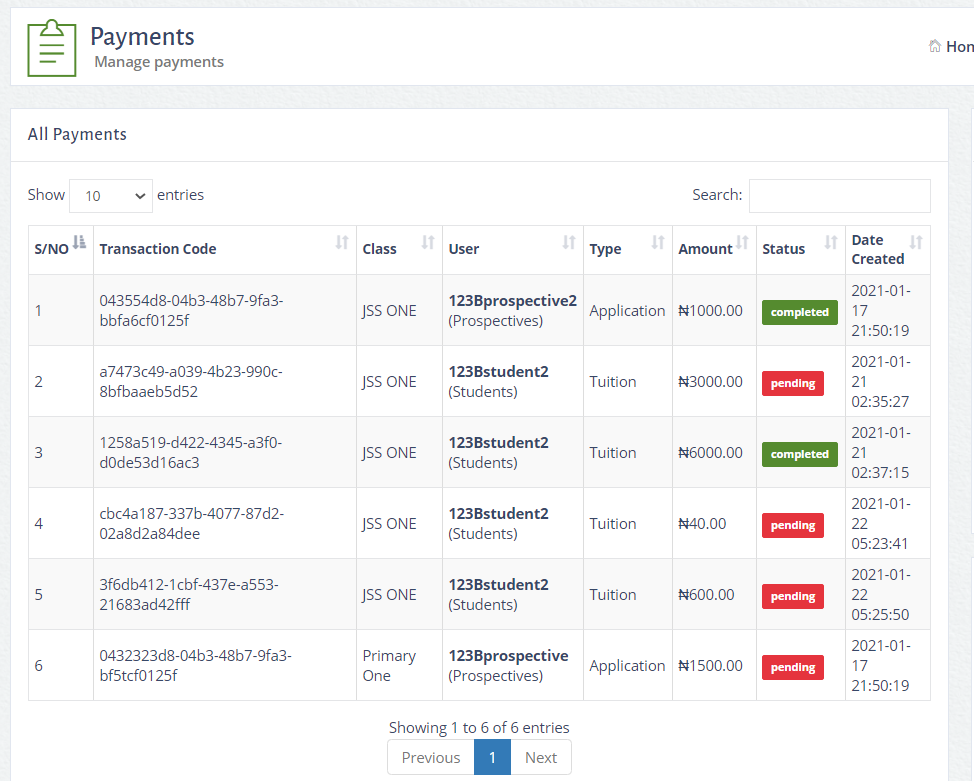 Payments
Manage payments
Hon
All Payments
Show 10 entries
Search:
S/NO Transaction Code Class User Type Amount Status Date Created
1 043554d8-04b3-48b7-9fa3-bbfa6cf0125f JSS ONE 123Bprospective2 (Prospectives) Application ₦1000.00 completed 2021-01-17 21:50:19
2 a7473c49-a039-4b23-990c-8bfbaaeb5d52 JSS ONE 123Bstudent2 (Students) Tuition ₦3000.00 pending 2021-01-21 02:35:27
3 1258a519-d422-4345-a3f0-d0de53d16ac3 JSS ONE 123Bstudent2 (Students) Tuition ₦6000.00 completed 2021-01-21 02:37:15
4 cbc4a187-337b-4077-87d2-02a8d2a84dee JSS ONE 123Bstudent2 (Students) Tuition ₦40.00 pending 2021-01-22 05:23:41
5 3f6db412-1cbf-437e-a553-21683ad42fff JSS ONE 123Bstudent2 (Students) Tuition ₦600.00 pending 2021-01-22 05:25:50
6 0432323d8-04b3-48b7-9fa3-bf5tcf0125f Primary One 123Bprospective (Prospectives) Application ₦1500.00 pending 2021-01-17 21:50:19
Showing 1 to 6 of 6 entries
Previous 1 Next